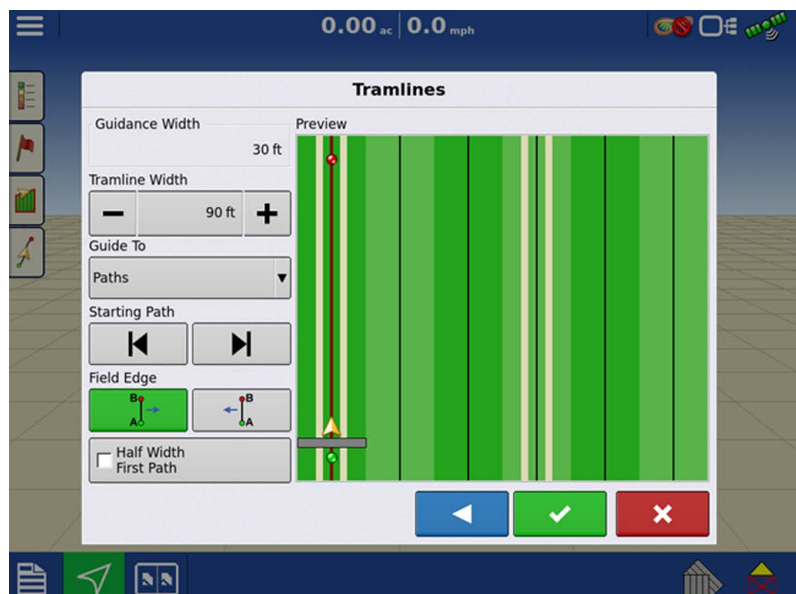 0.00 ac 0.0 mph
Tramlines
Guidance Width
30 ft
Tramline Width
90 ft
Guide To
Paths
Starting Path
Field Edge
B A
B A
Half Width
First Path
Preview